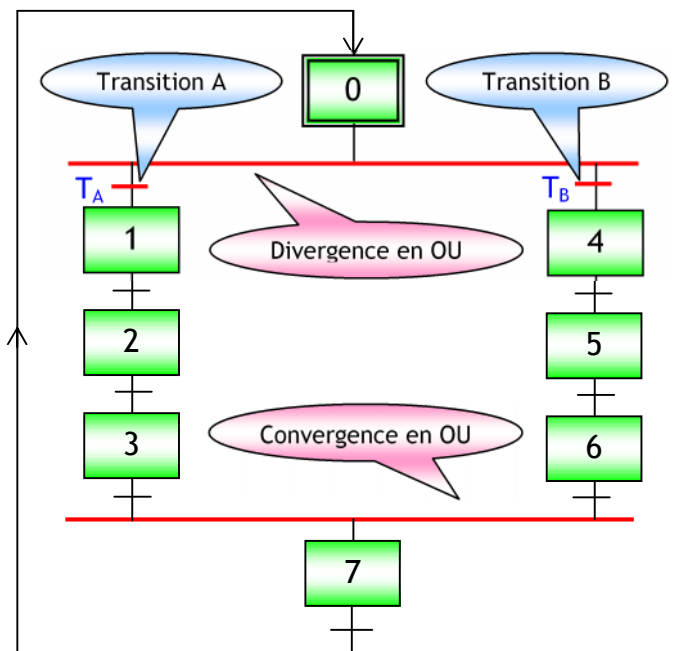 Transition A
0
Transition B
TA
TB
1
4
Divergence en OU
2
5
3
6
Convergence en OU
7